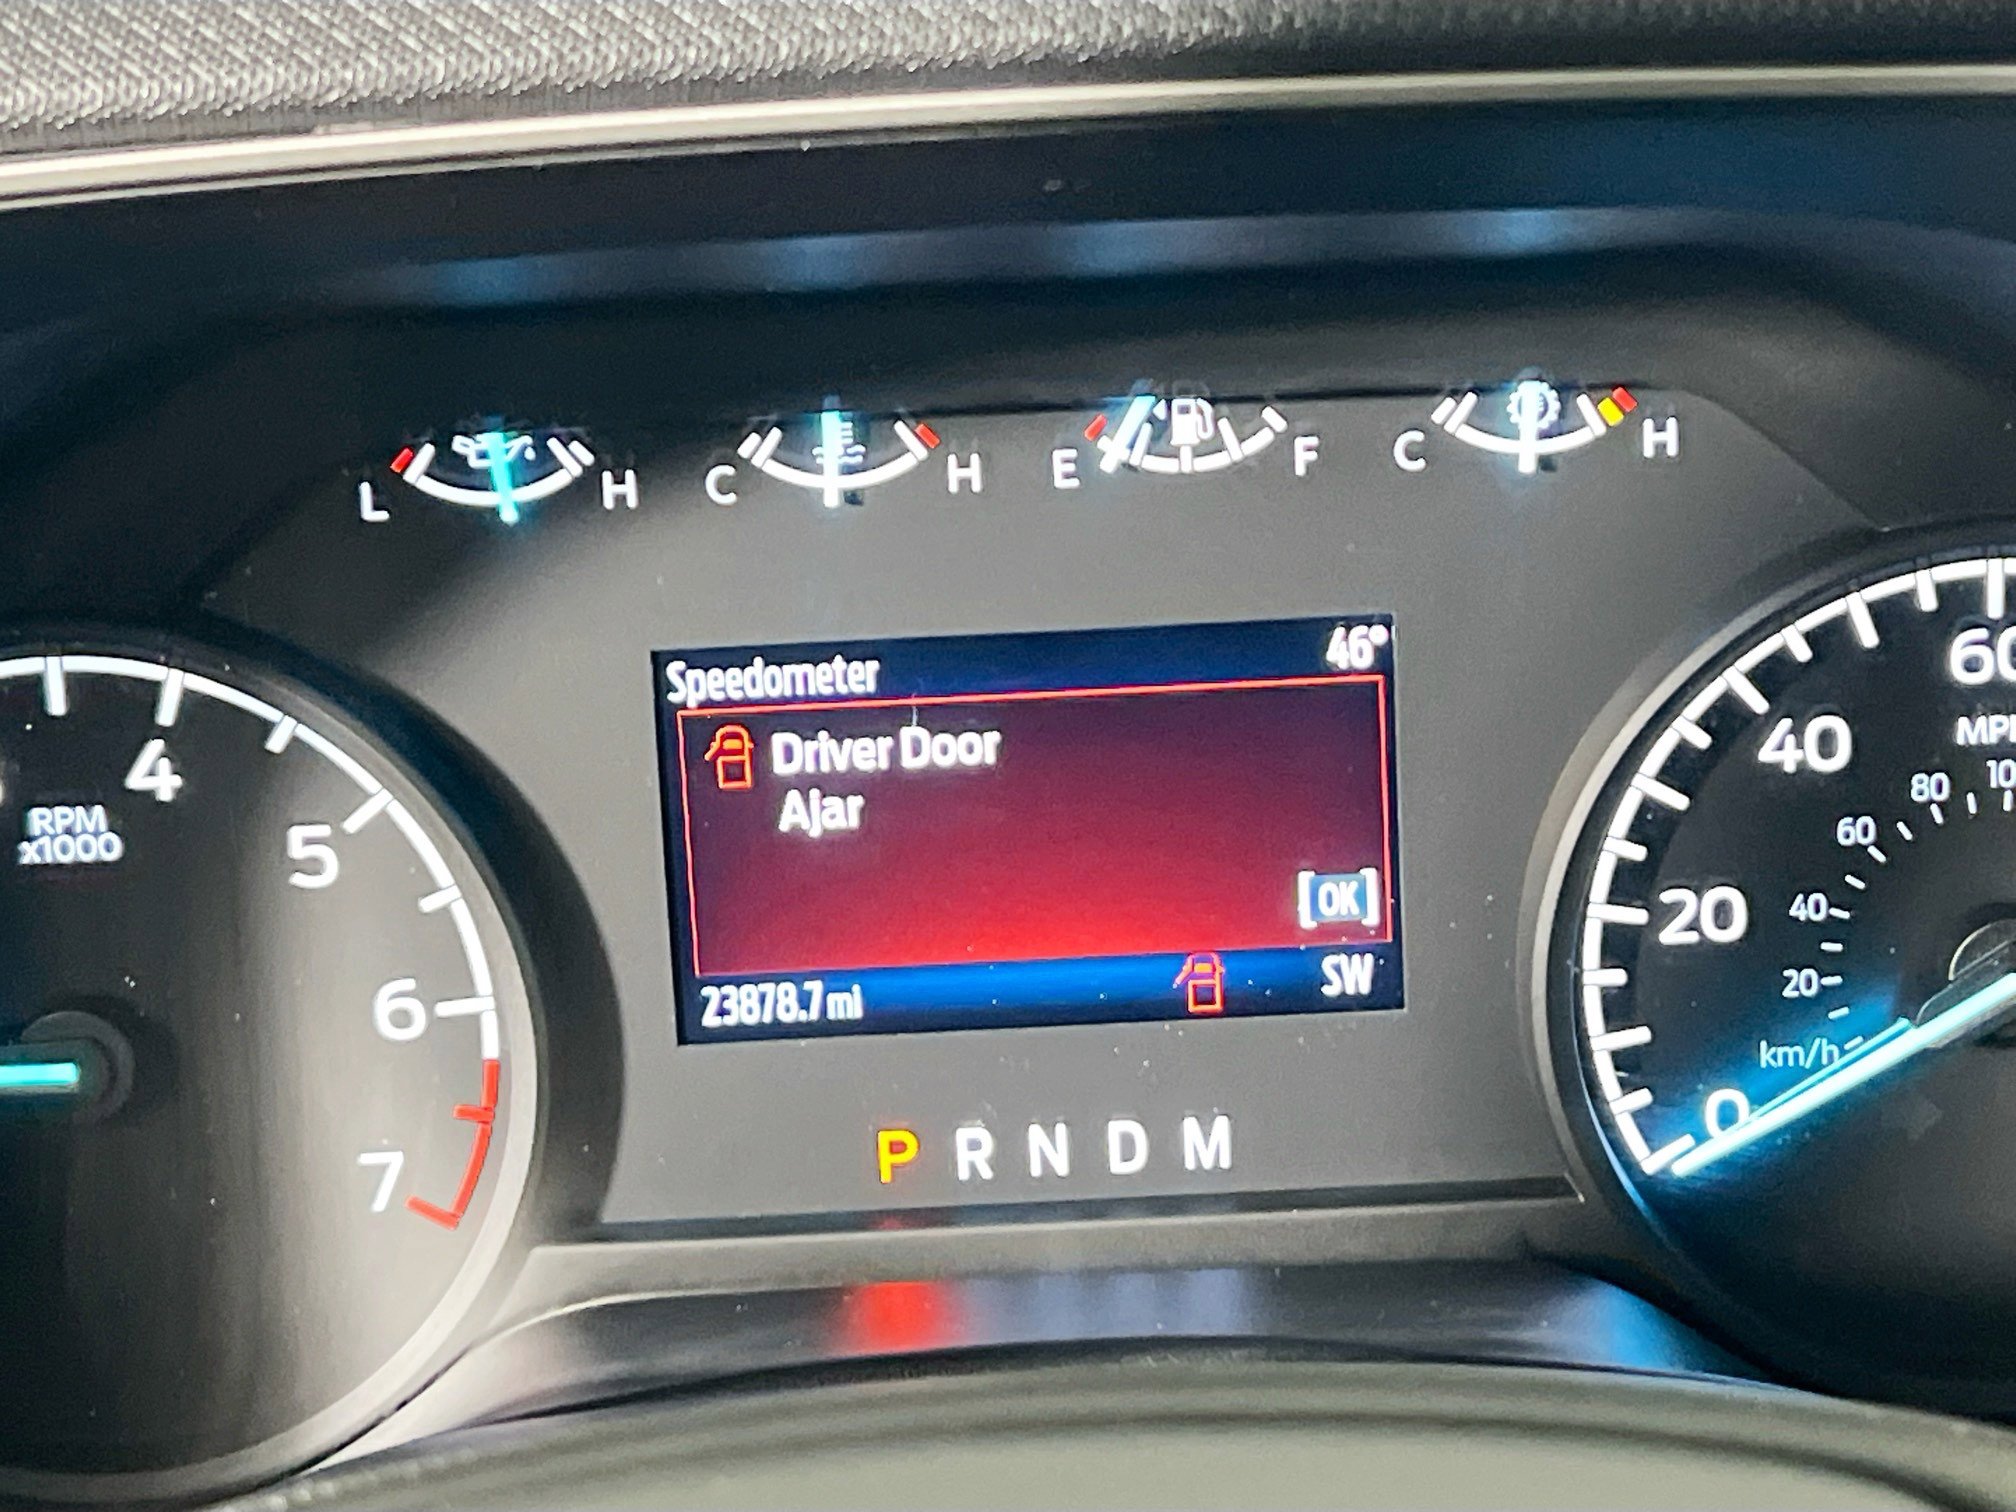 L H C H E F C H
Speedometer 46°
Driver Door
Ajar
[OK]
23878.7 mi SW
P R N D M
4
5
6
7
RPM
x1000
60
40
20
0
MPH
80
60
40
20
km/h